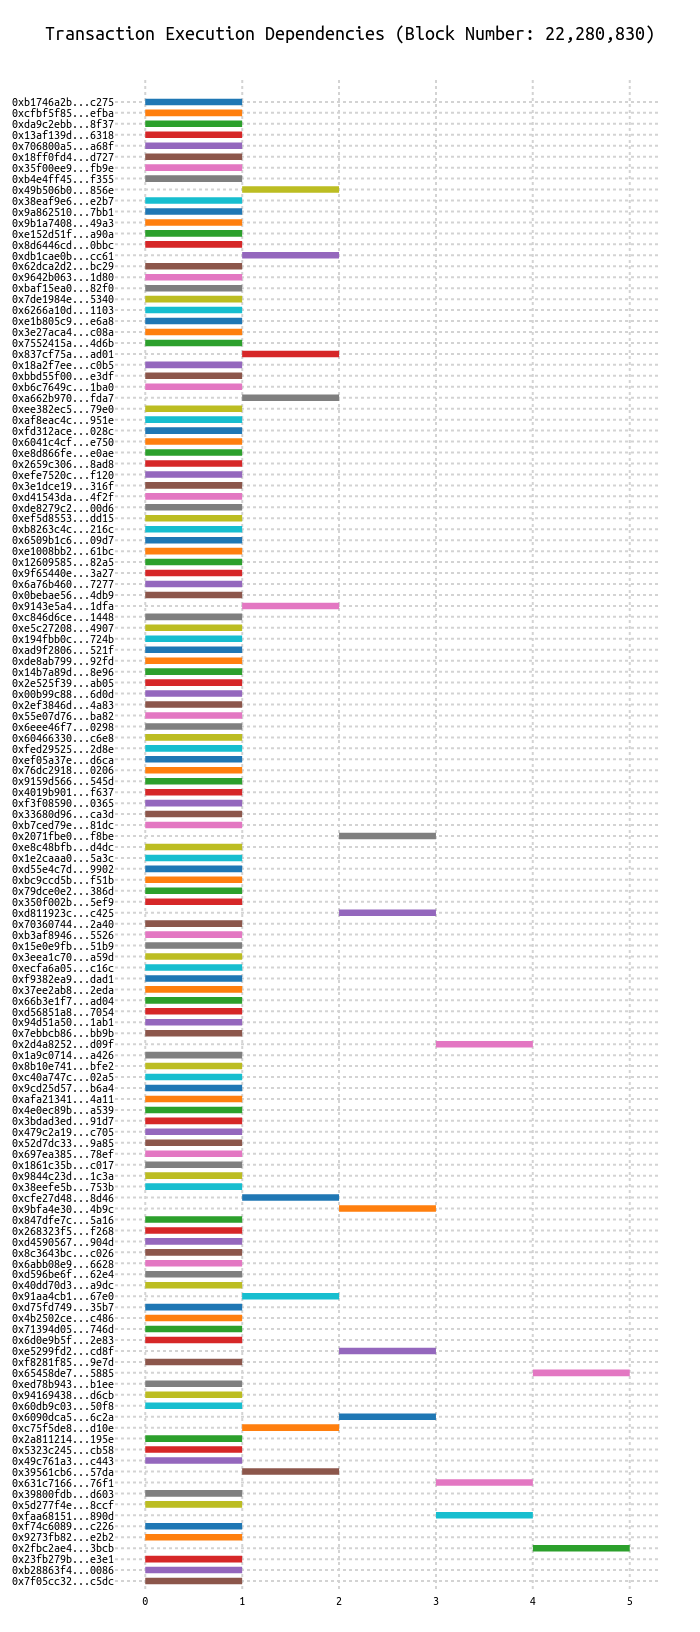 Transaction Execution Dependencies (Block Number: 22,280,830)
0xb1746a2b...c275
0xcfbf5f85...efba
0xda9c2ebb...8f37
0x13af139d...6318
0x706800a5...a68f
0x18ff0fd4...d727
0x35f00ee9...fb9e
0xb4e4ff45...f355
0x49b506b0...856e
0x38eaf9e6...e2b7
0x9a862510...7bb1
0x9b1a7408...49a3
0xe152d51f...a90a
0x8d6446cd...0bbc
0xdb1cae0b...cc61
0x62dca2d2...bc29
0x9642b063...1d80
0xbaf15ea0...82f0
0x7de1984e...5340
0x6266a10d...1103
0xe1b805c9...e6a8
0x3e27aca4...c08a
0x7552415a...4d6b
0x837cf75a...ad01
0x18a2f7ee...c0b5
0xbbd55f00...e3df
0xb6c7649c...1ba0
0xa662b970...fda7
0xee382ec5...79e0
0xaf8eac4c...951e
0xfd312ace...028c
0x6041c4cf...e750
0xe8d866fe...e0ae
0x2659c306...8ad8
0xefe7520c...f120
0x3e1dce19...316f
0xd41543da...4f2f
0xde8279c2...00d6
0xef5d8553...dd15
0xb8263c4c...216c
0x6509b1c6...09d7
0xe1008bb2...61bc
0x12609585...82a5
0x9f65440e...3a27
0x6a76b460...7277
0x0bebae56...4db9
0x9143e5a4...1dfa
0xc846d6ce...1448
0xe5c27208...4907
0x194fbb0c...724b
0xad9f2806...521f
0xde8ab799...92fd
0x14b7a89d...8e96
0x2e525f39...ab05
0x00b99c88...6d0d
0x2ef3846d...4a83
0x55e07d76...ba82
0x6eee46f7...0298
0x60466330...c6e8
0xfed29525...2d8e
0xef05a37e...d6ca
0x76dc2918...0206
0x9159d566...545d
0x4019b901...f637
0xf3f08590...0365
0x33680d96...ca3d
0xb7ced79e...81dc
0x2071fbe0...f8be
0xe8c48bfb...d4dc
0x1e2caaa0...5a3c
0xd55e4c7d...9902
0xbc9ccd5b...f51b
0x79dce0e2...386d
0x350f002b...5ef9
0xd811923c...c425
0x70360744...2a40
0xb3af8946...5526
0x15e0e9fb...51b9
0x3eea1c70...a59d
0xecfa6a05...c16c
0xf9382ea9...dad1
0x37ee2ab8...2eda
0x66b3e1f7...ad04
0xd56851a8...7054
0x94d51a50...1ab1
0x7ebbcb86...bb9b
0x2d4a8252...d09f
0x1a9c0714...a426
0x8b10e741...bfe2
0xc40a747c...02a5
0x9cd25d57...b6a4
0xafa21341...4a11
0x4e0ec89b...a539
0x3bdad3ed...91d7
0x479c2a19...c705
0x52d7dc33...9a85
0x697ea385...78ef
0x1861c35b...c017
0x9844c23d...1c3a
0x38eefe5b...753b
0xcfe27d48...8d46
0x9bfa4e30...4b9c
0x847dfe7c...5a16
0x268323f5...f268
0xd4590567...904d
0x8c3643bc...c026
0x6abb08e9...6628
0xd596be6f...62e4
0x40dd70d3...a9dc
0x91aa4cb1...67e0
0xd75fd749...35b7
0x4b2502ce...c486
0x71394d05...746d
0x6d0e9b5f...2e83
0xe5299fd2...cd8f
0xf8281f85...9e7d
0x65458de7...5885
0xed78b943...b1ee
0x94169438...d6cb
0x60db9c03...50f8
0x6090dca5...6c2a
0xc75f5de8...d10e
0x2a811214...195e
0x5323c245...cb58
0x49c761a3...c443
0x39561cb6...57da
0x631c7166...76f1
0x39800fdb...d603
0x5d277f4e...8ccf
0xfaa68151...890d
0xf74c6089...c226
0x9273fb82...e2b2
0x2fbc2ae4...3bcb
0x23fb279b...e3e1
0xb28863f4...0086
0x7f05cc32...c5dc
0 1 2 3 4 5